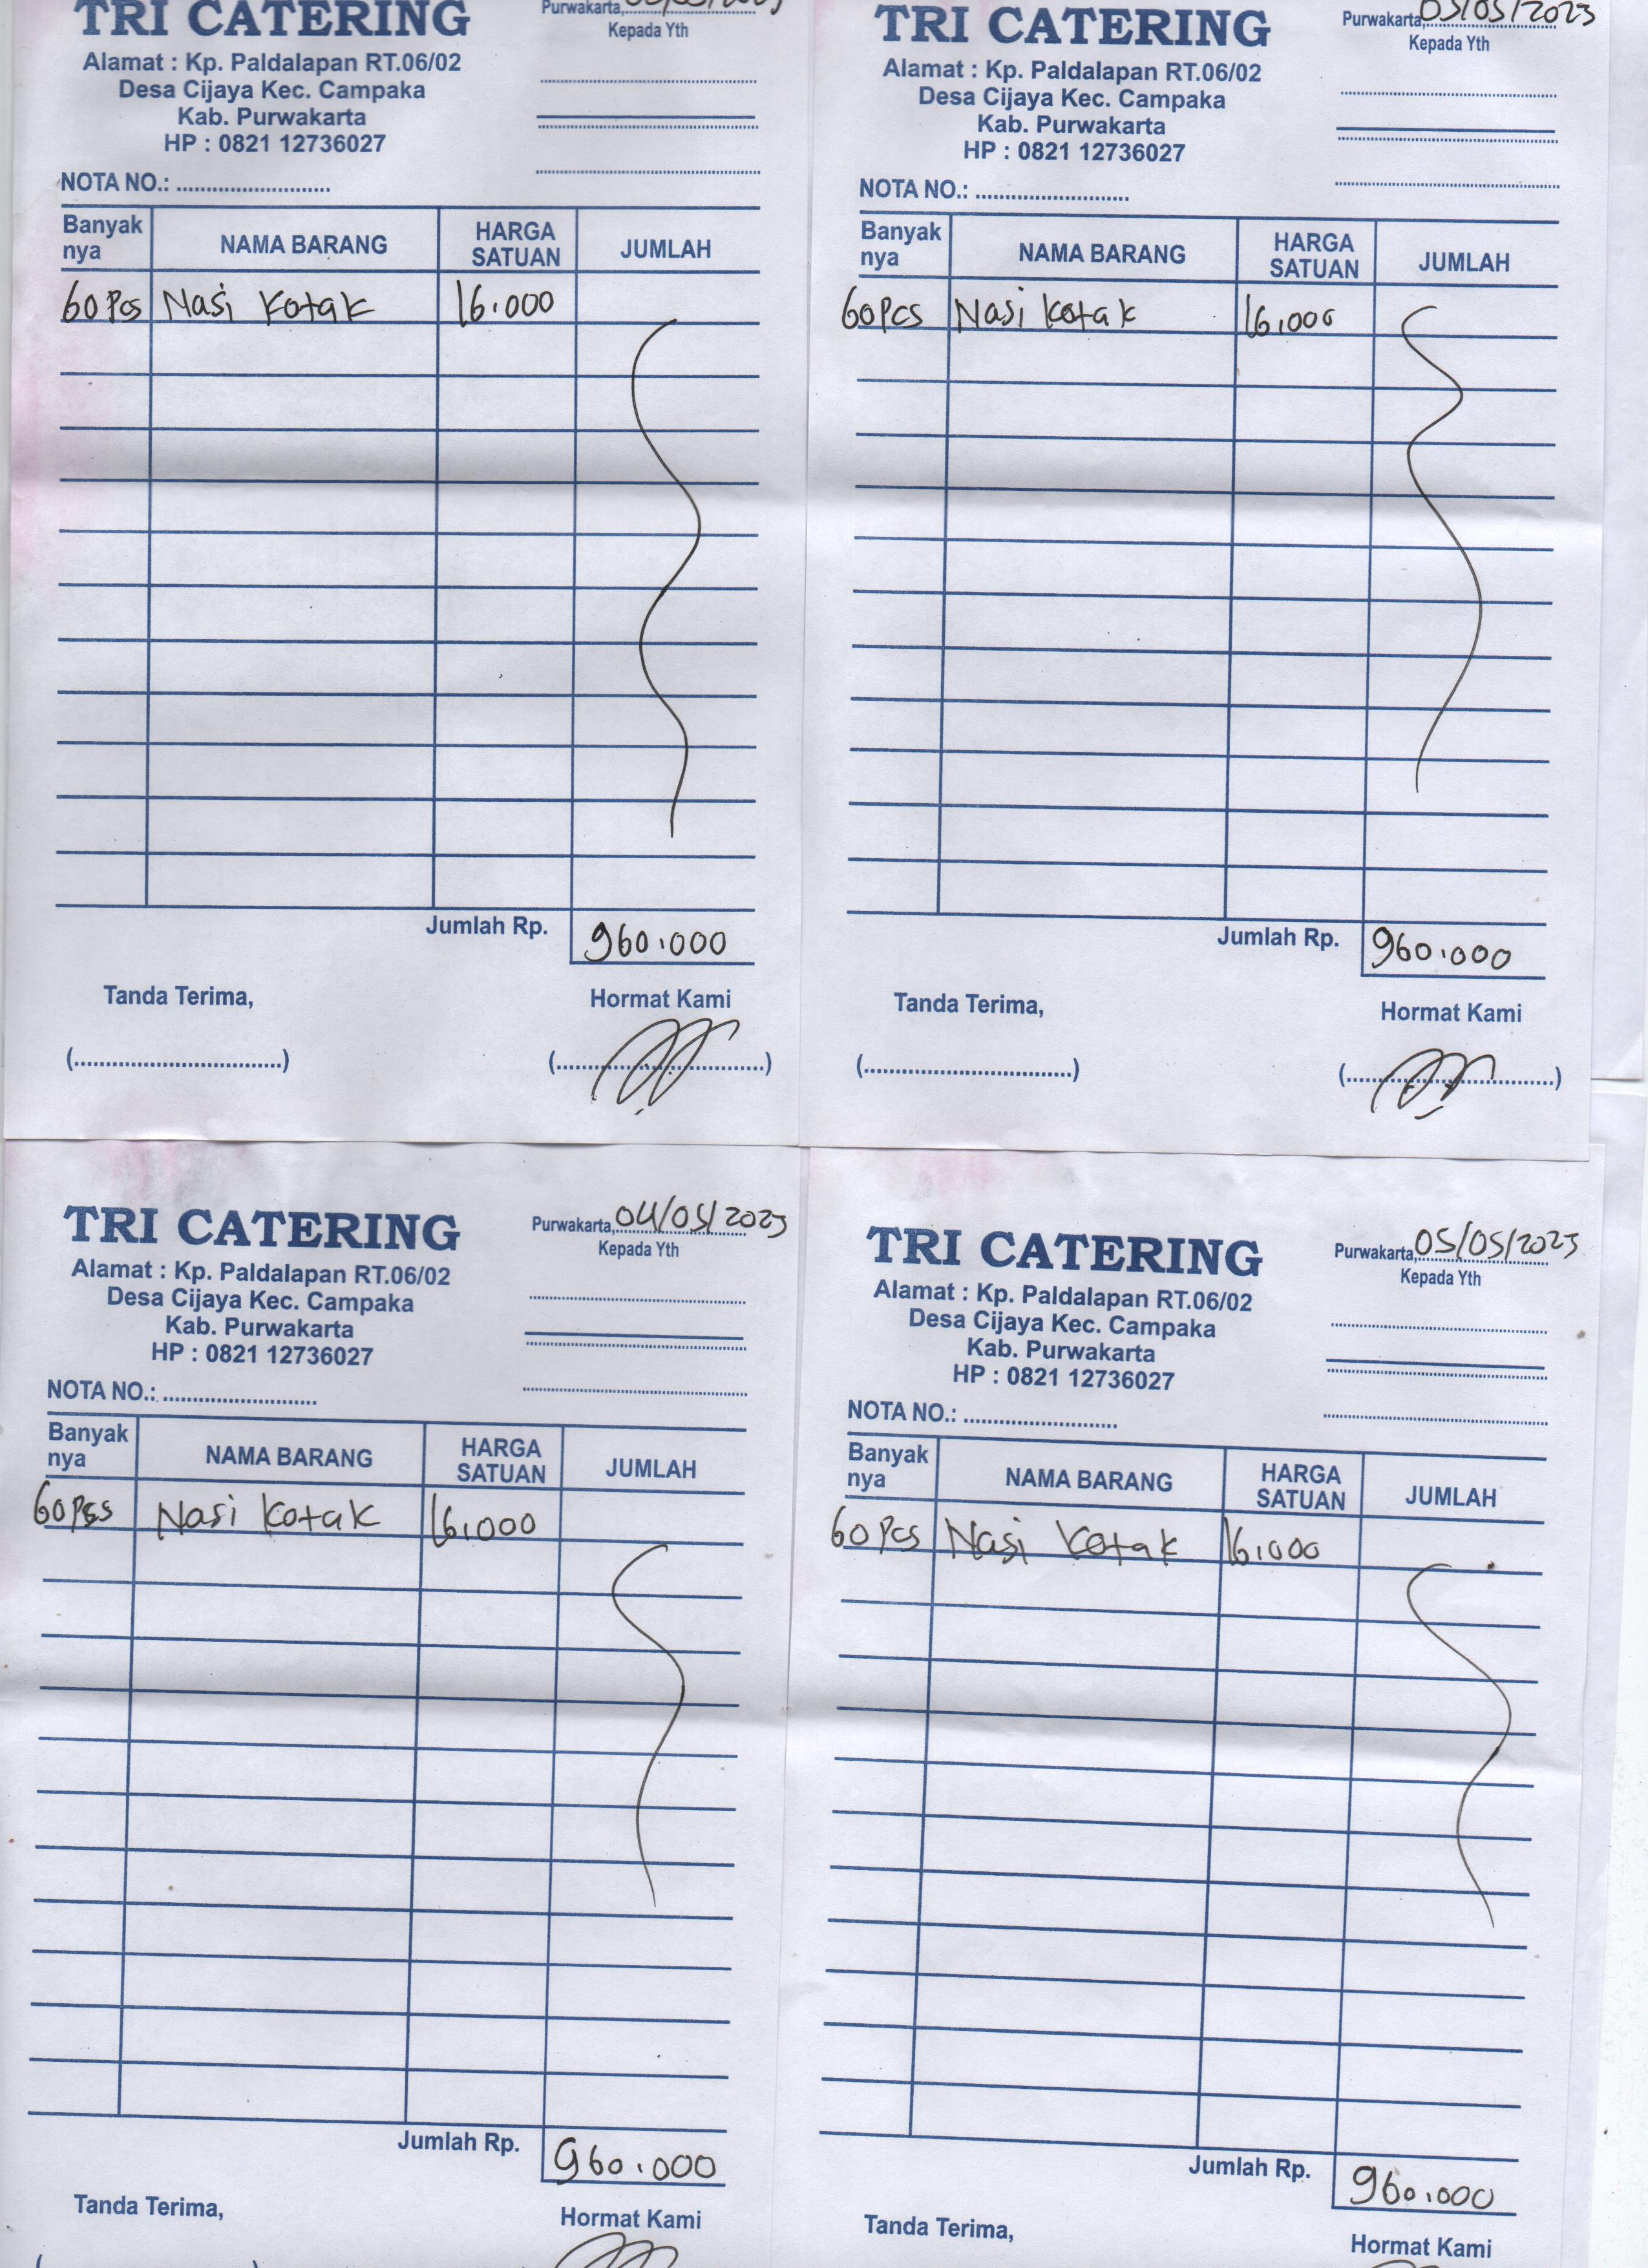 TRI CATERING
Alamat : Kp. Paldalapan RT.06/02
Desa Cijaya Kec. Campaka
Kab. Purwakarta
HP : 0821 12736027
Purwakarta,
Kepada Yth
NOTA NO.:
Banyak nya NAMA BARANG HARGA SATUAN JUMLAH
60 Pcs Nasi Kotak 16.000
Jumlah Rp. 960.000
Tanda Terima, Hormat Kami
TRI CATERING
Alamat : Kp. Paldalapan RT.06/02
Desa Cijaya Kec. Campaka
Kab. Purwakarta
HP : 0821 12736027
Purwakarta, 03/05/2023
Kepada Yth
NOTA NO.:
Banyak nya NAMA BARANG HARGA SATUAN JUMLAH
60 Pcs Nasi Kotak 16.000
Jumlah Rp. 960.000
Tanda Terima, Hormat Kami
TRI CATERING
Alamat : Kp. Paldalapan RT.06/02
Desa Cijaya Kec. Campaka
Kab. Purwakarta
HP : 0821 12736027
Purwakarta, 04/05/2023
Kepada Yth
NOTA NO.:
Banyak nya NAMA BARANG HARGA SATUAN JUMLAH
60 Pcs Nasi Kotak 16.000
Jumlah Rp. 960.000
Tanda Terima, Hormat Kami
TRI CATERING
Alamat : Kp. Paldalapan RT.06/02
Desa Cijaya Kec. Campaka
Kab. Purwakarta
HP : 0821 12736027
Purwakarta, 05/05/2023
Kepada Yth
NOTA NO.:
Banyak nya NAMA BARANG HARGA SATUAN JUMLAH
60 Pcs Nasi Kotak 16.000
Jumlah Rp. 960.000
Tanda Terima, Hormat Kami